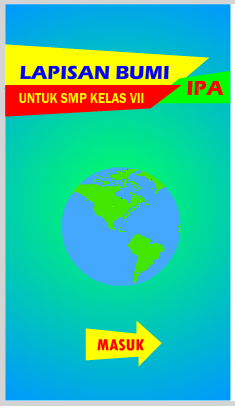 LAPISAN BUMI
IPA
UNTUK SMP KELAS VII
MASUK